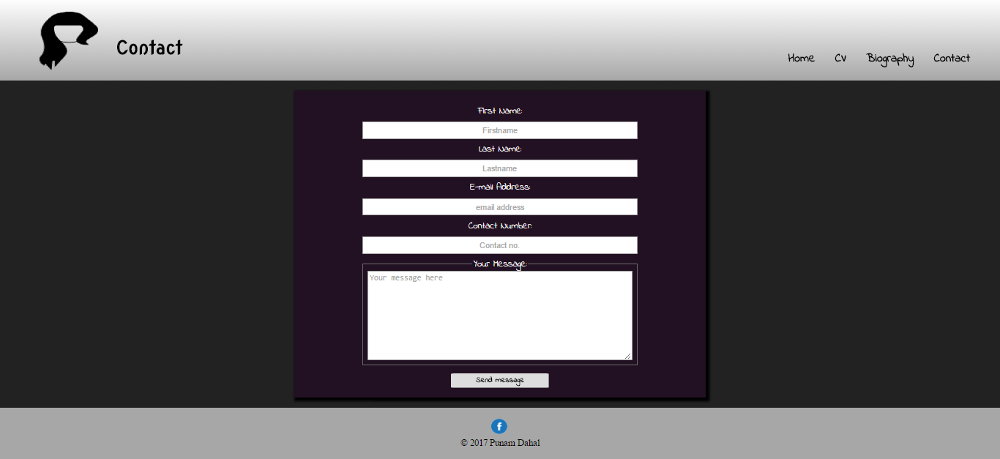 Contact
Home Cv Biography Contact
First Name:
Firstname
Last Name:
Lastname
E-mail Address:
email address
Contact Number:
Contact no.
Your Message:
Your message here
Send message
f
© 2017 Punam Dahal